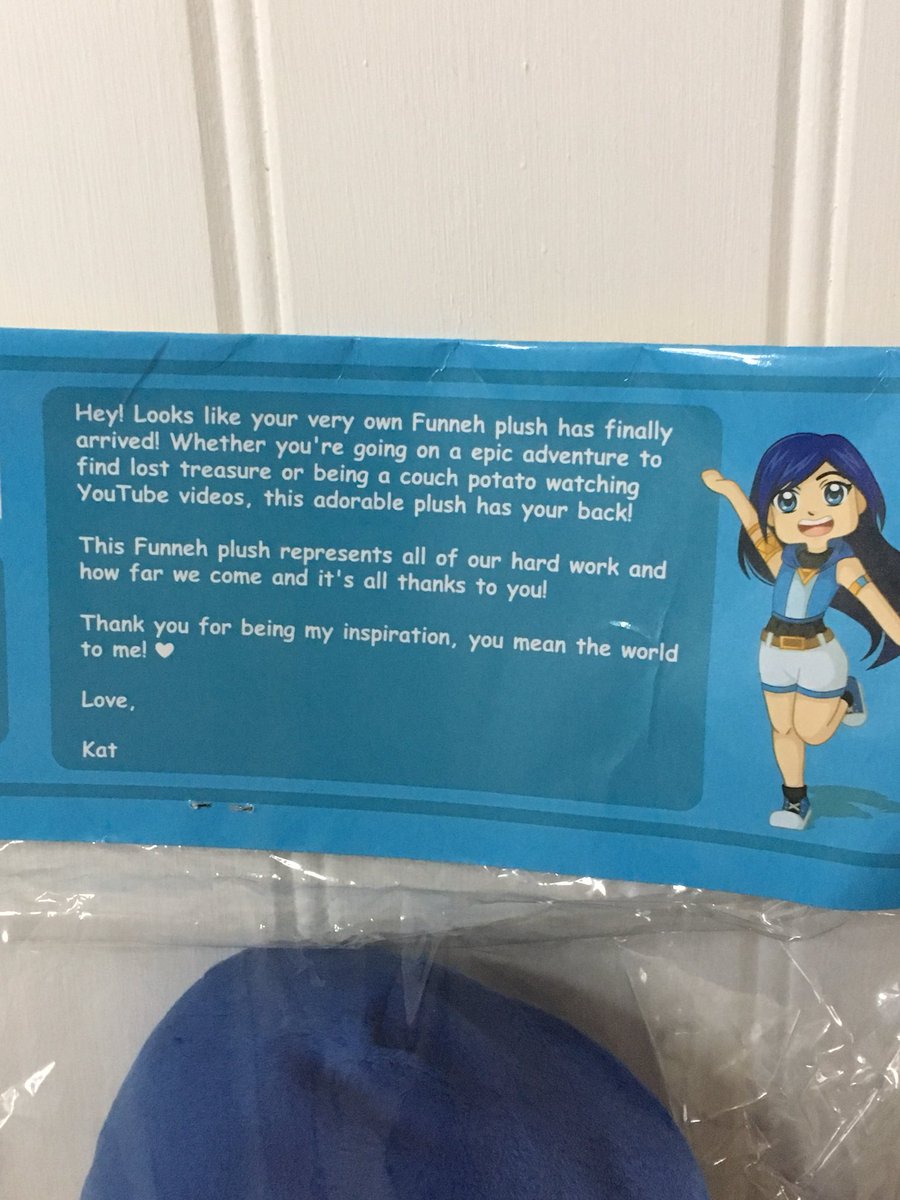 Hey! Looks like your very own Funneh plush has finally
arrived! Whether you're going on a epic adventure to
find lost treasure or being a couch potato watching
YouTube videos, this adorable plush has your back!
This Funneh plush represents all of our hard work and
how far we come and it's all thanks to you!
Thank you for being my inspiration, you mean the world
to me! ♥
Love,
Kat